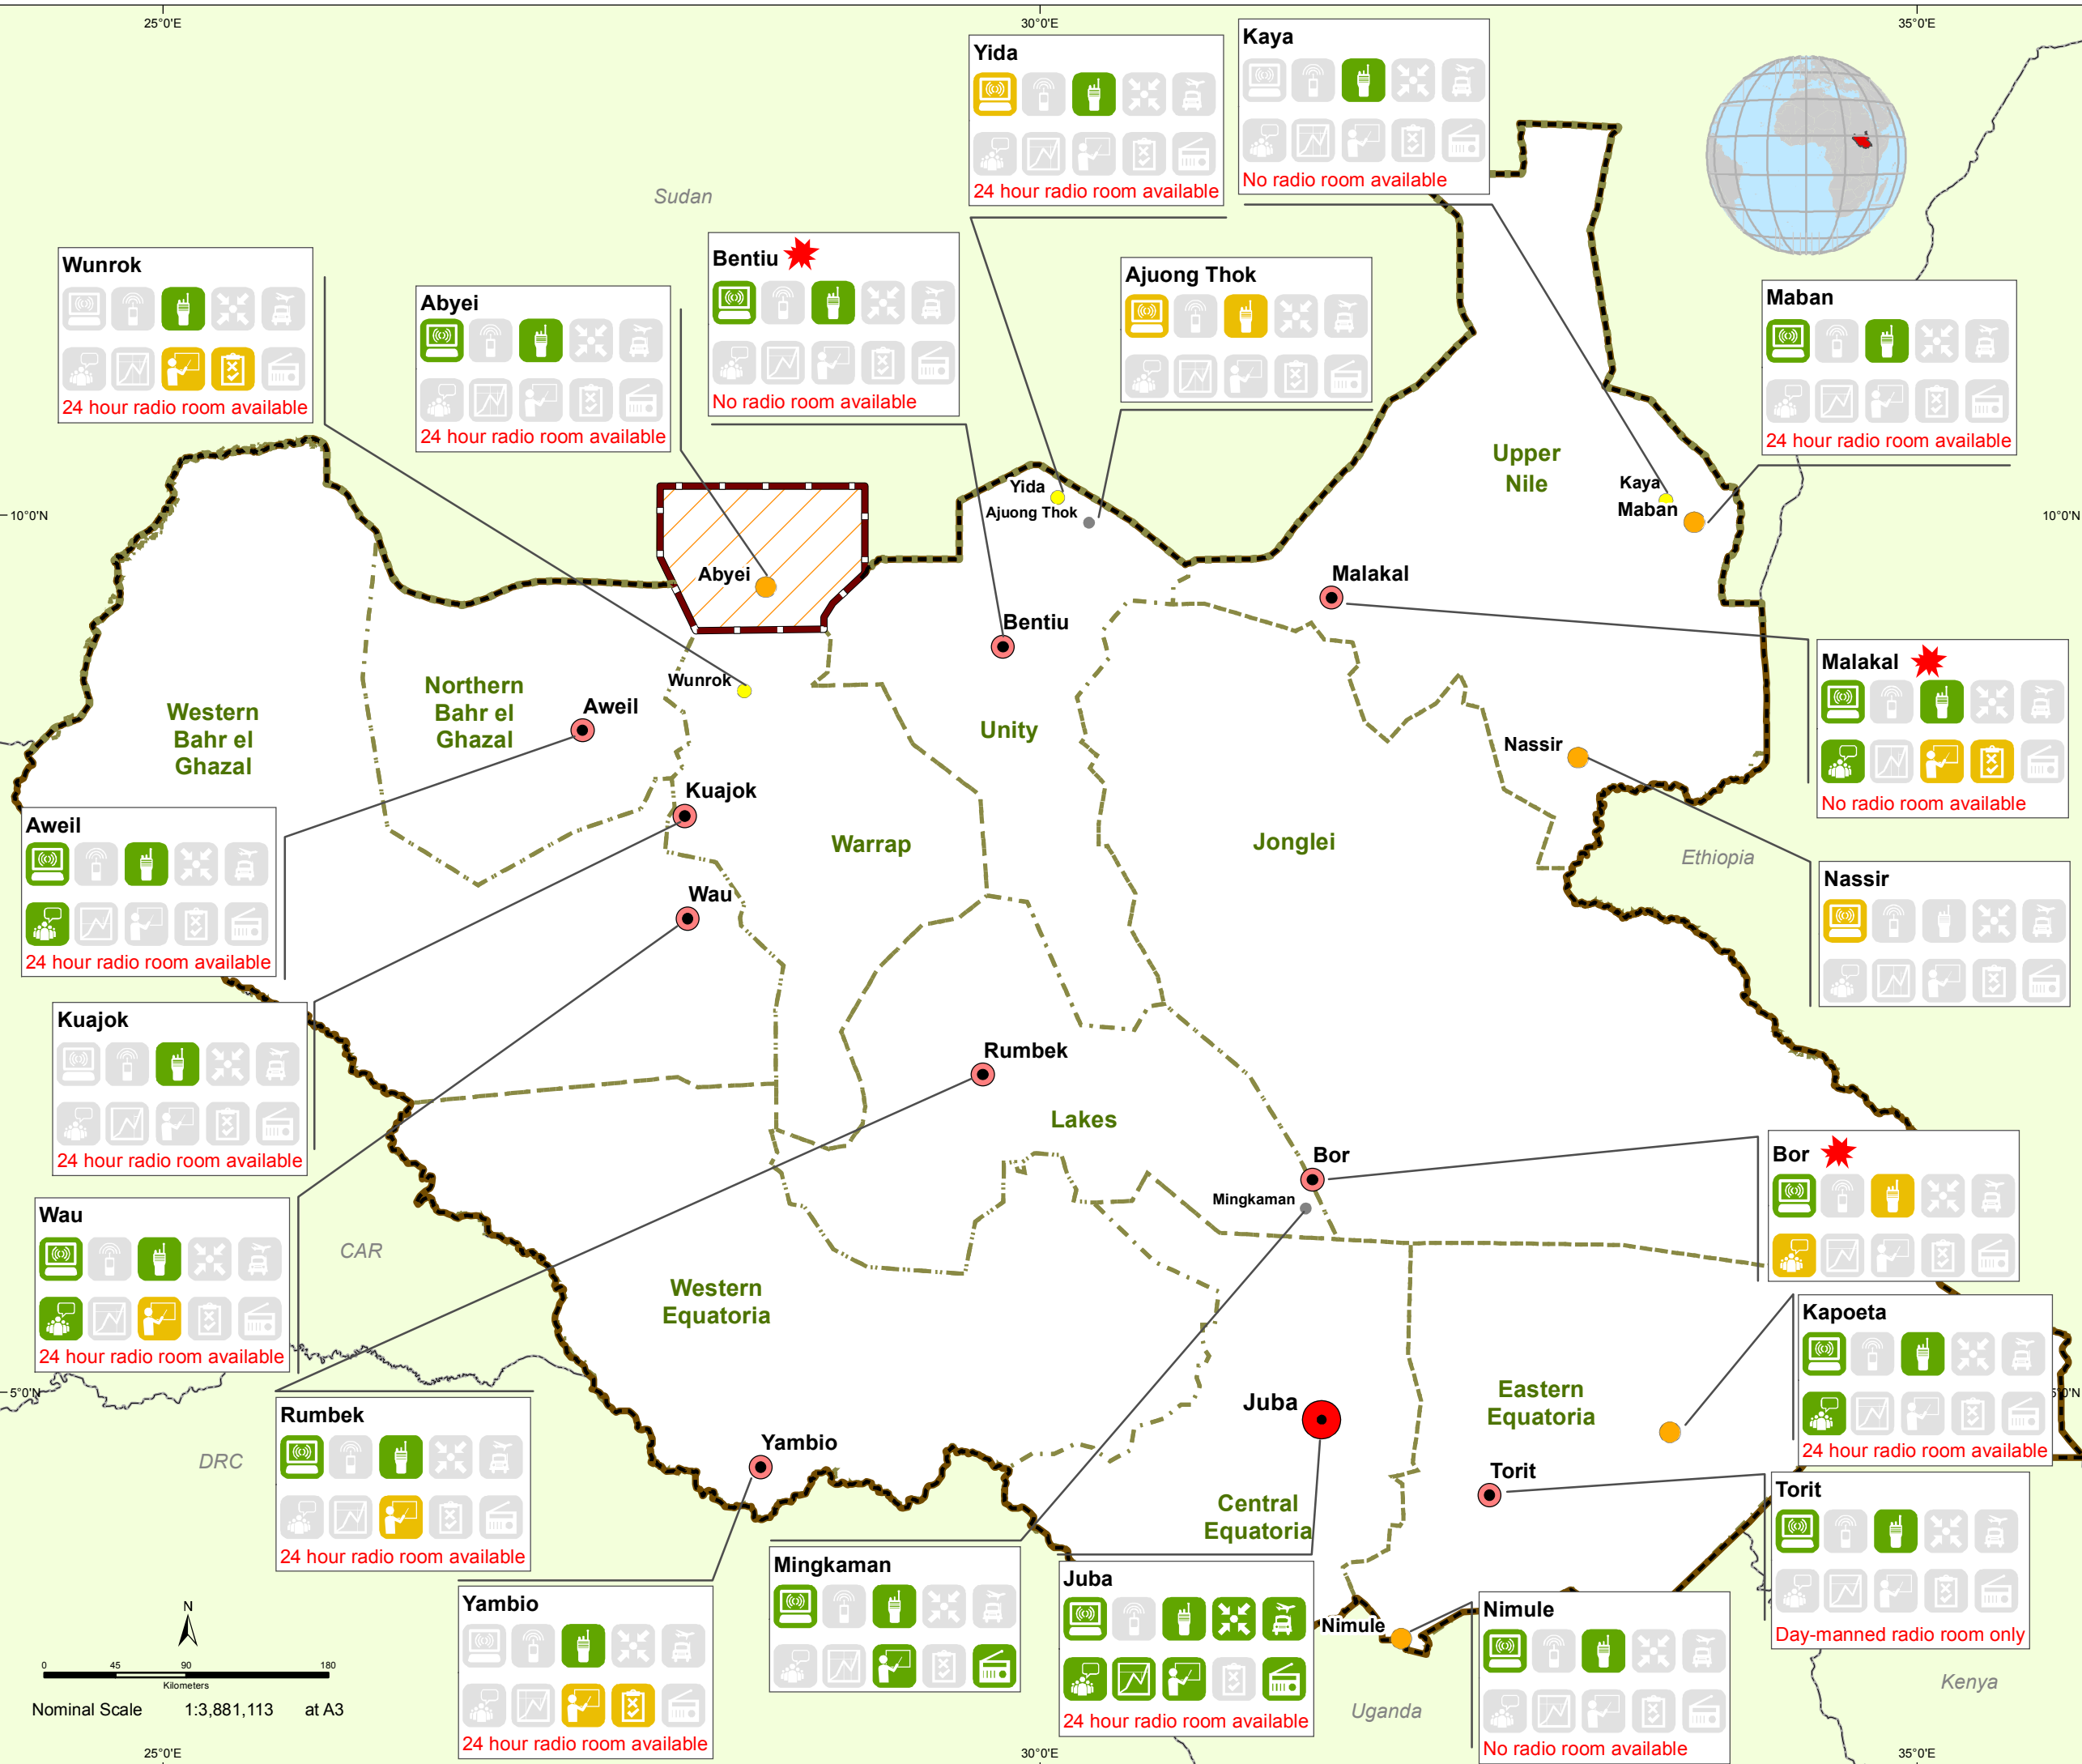 25°0'E
30°0'E
35°0'E
Yida
24 hour radio room available
Kaya
No radio room available
Sudan
Wunrok
24 hour radio room available
Abyei
24 hour radio room available
Bentiu
No radio room available
Ajuong Thok
Maban
24 hour radio room available
Upper
Nile
Yida
Ajuong Thok
Kaya
Maban
10°0'N
10°0'N
Abyei
Malakal
Bentiu
Wunrok
Northern
Bahr el
Ghazal
Western
Bahr el
Ghazal
Aweil
Unity
Nassir
Malakal
No radio room available
Kuajok
Warrap
Jonglei
Ethiopia
Aweil
24 hour radio room available
Wau
Nassir
Kuajok
24 hour radio room available
Rumbek
Lakes
Bor
Mingkaman
Bor
Wau
24 hour radio room available
CAR
Western
Equatoria
Kapoeta
24 hour radio room available
5°0'N
5°0'N
Juba
Eastern
Equatoria
Rumbek
24 hour radio room available
DRC
Yambio
Torit
Torit
Day-manned radio room only
Central
Equatoria
Mingkaman
Juba
24 hour radio room available
Yambio
24 hour radio room available
Nimule
Nimule
No radio room available
Uganda
Kenya
N
0 45 90 180
Kilometers
Nominal Scale 1:3,881,113 at A3
25°0'E
30°0'E
35°0'E